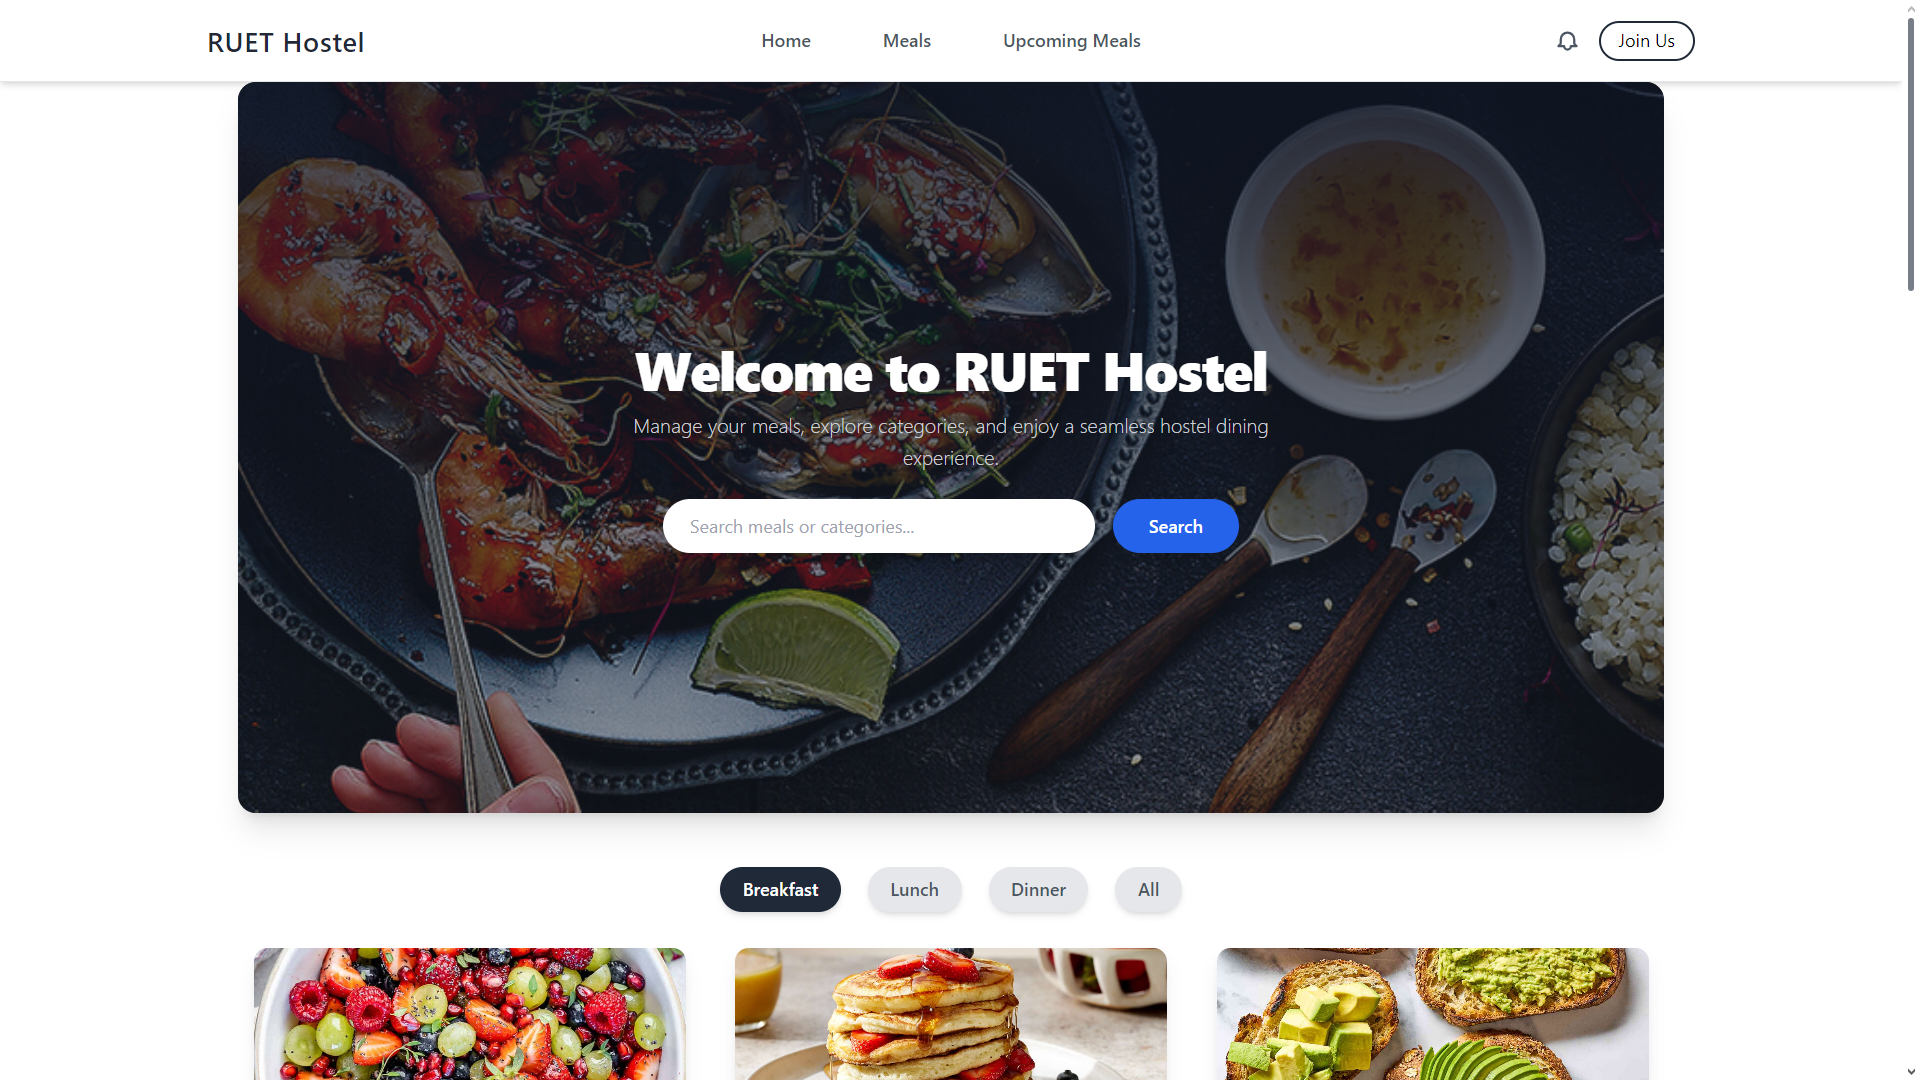 RUET Hostel
Home
Meals
Upcoming Meals
Join Us
Welcome to RUET Hostel
Manage your meals, explore categories, and enjoy a seamless hostel dining
experience.
Search meals or categories...
Search
Breakfast
Lunch
Dinner
All